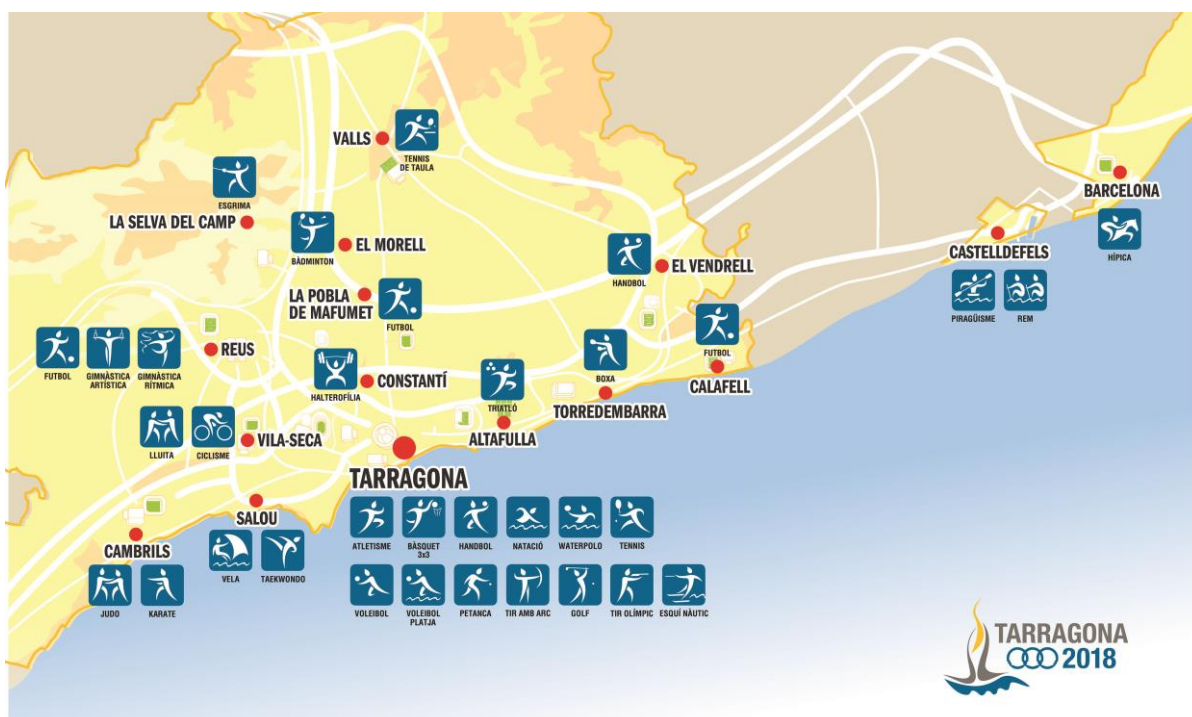 VALLS
TENNIS
DE TAULA
ESGRIMA
LA SELVA DEL CAMP
BÀDMINTON
EL MORELL
HANDBOL
EL VENDRELL
BARCELONA
HÍPICA
CASTELLDEFELS
PIRAGÜISME
REM
LA POBLA
DE MAFUMET
FUTBOL
FUTBOL
CALAFELL
FUTBOL
GIMNÀSTICA
ARTÍSTICA
GIMNÀSTICA
RÍTMICA
REUS
HALTEROFÍLIA
CONSTANTÍ
TRIATLÓ
ALTAFULLA
BOXA
TORREDEMBARRA
LLUITA
CICLISME
VILA-SECA
TARRAGONA
SALOU
VELA
TAEKWONDO
CAMBRILS
JUDO
KARATE
ATLETISME
BÀSQUET
3x3
HANDBOL
NATACIÓ
WATERPOLO
TENNIS
VOLEIBOL
VOLEIBOL
PLATJA
PETANCA
TIR AMB ARC
GOLF
TIR OLÍMPIC
ESQUÍ NÀUTIC
TARRAGONA
2018